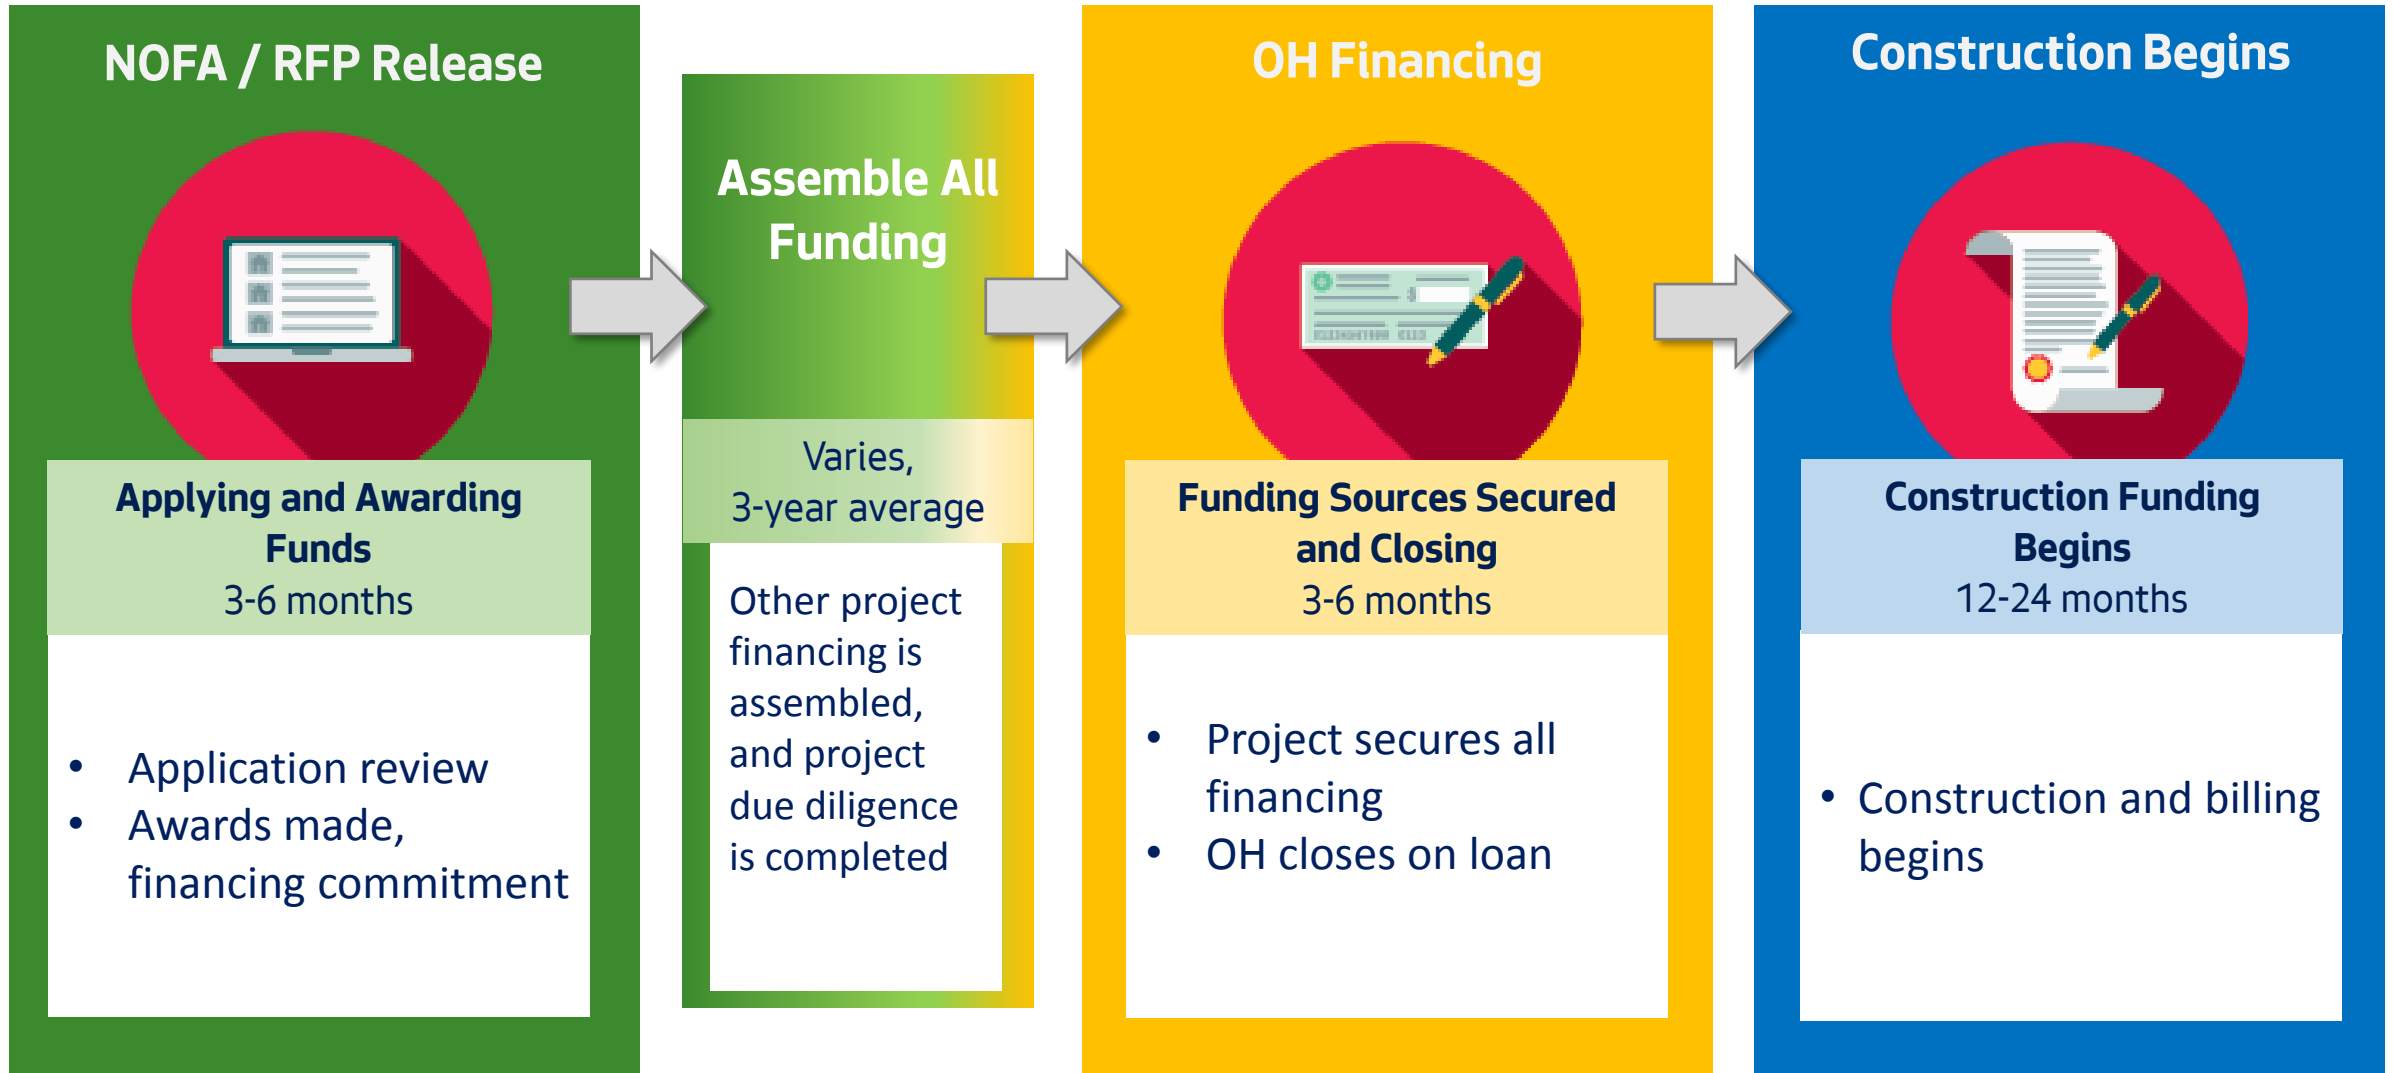 NOFA / RFP Release
Applying and Awarding
Funds
3-6 months
• Application review
• Awards made,
financing commitment
Assemble All
Funding
Varies,
3-year average
Other project
financing is
assembled,
and project
due diligence
is completed
OH Financing
$
Funding Sources Secured
and Closing
3-6 months
• Project secures all
financing
• OH closes on loan
Construction Begins
Construction Funding
Begins
12-24 months
• Construction and billing
begins